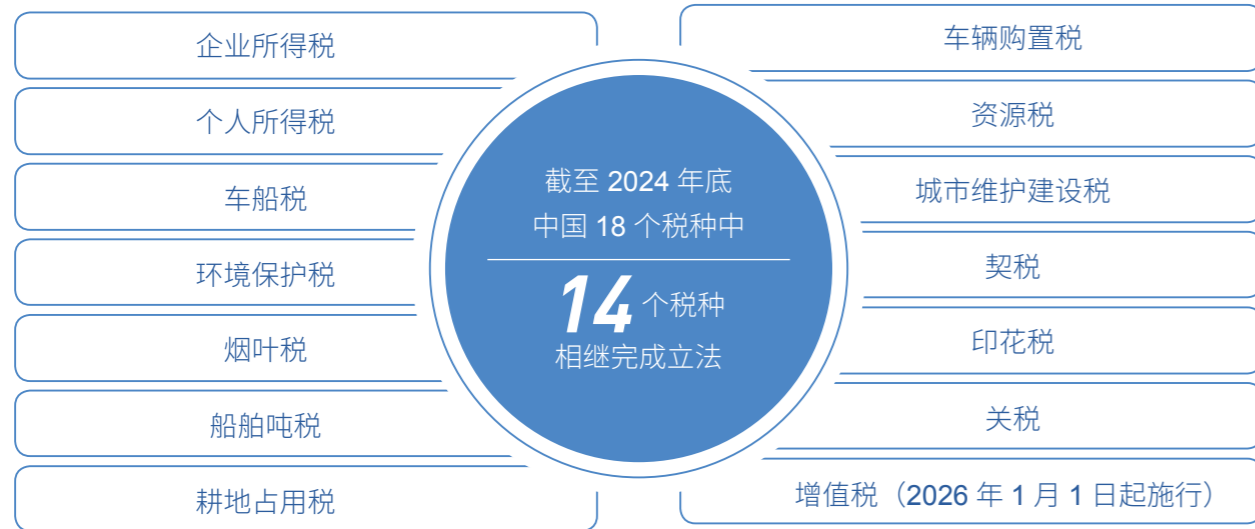 企业所得税
个人所得税
车船税
环境保护税
烟叶税
船舶吨税
耕地占用税
截至 2024 年底
中国 18 个税种中
14 个税种
相继完成立法
车辆购置税
资源税
城市维护建设税
契税
印花税
关税
增值税（2026 年 1 月 1 日起施行）